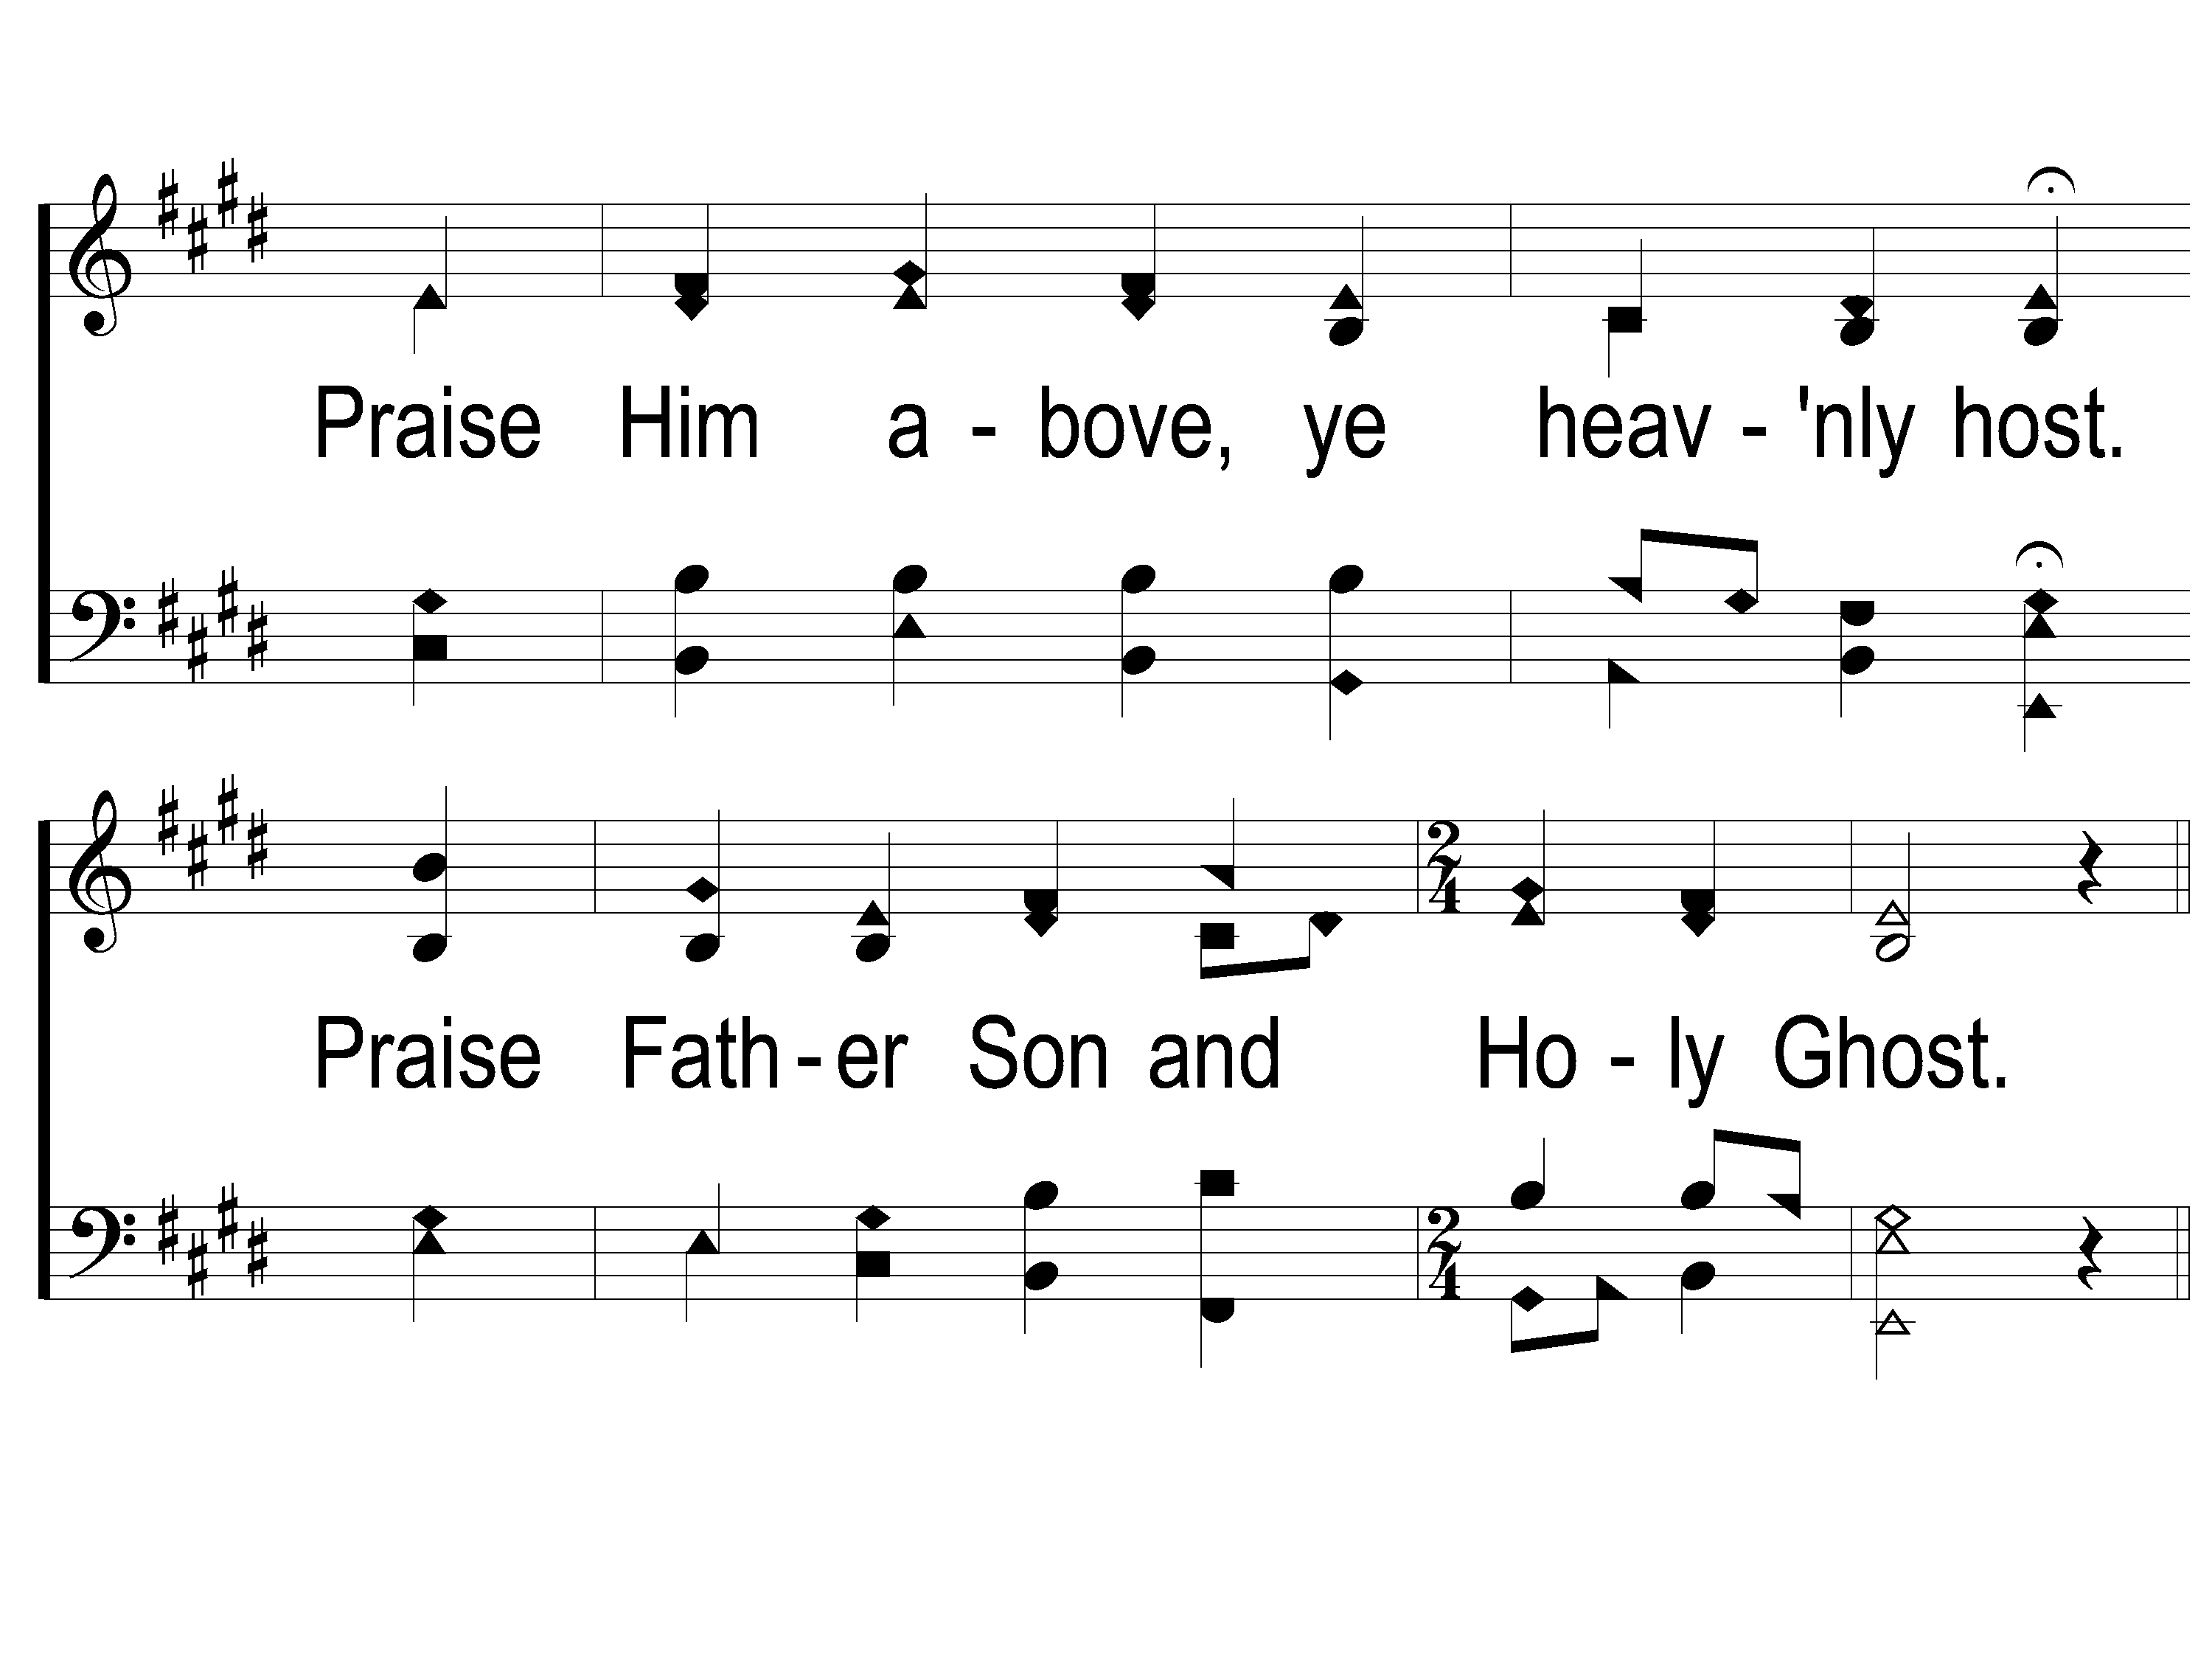 Praise Him a - bove, ye heav - 'nly host.
Praise Fath - er Son and Ho - ly Ghost.